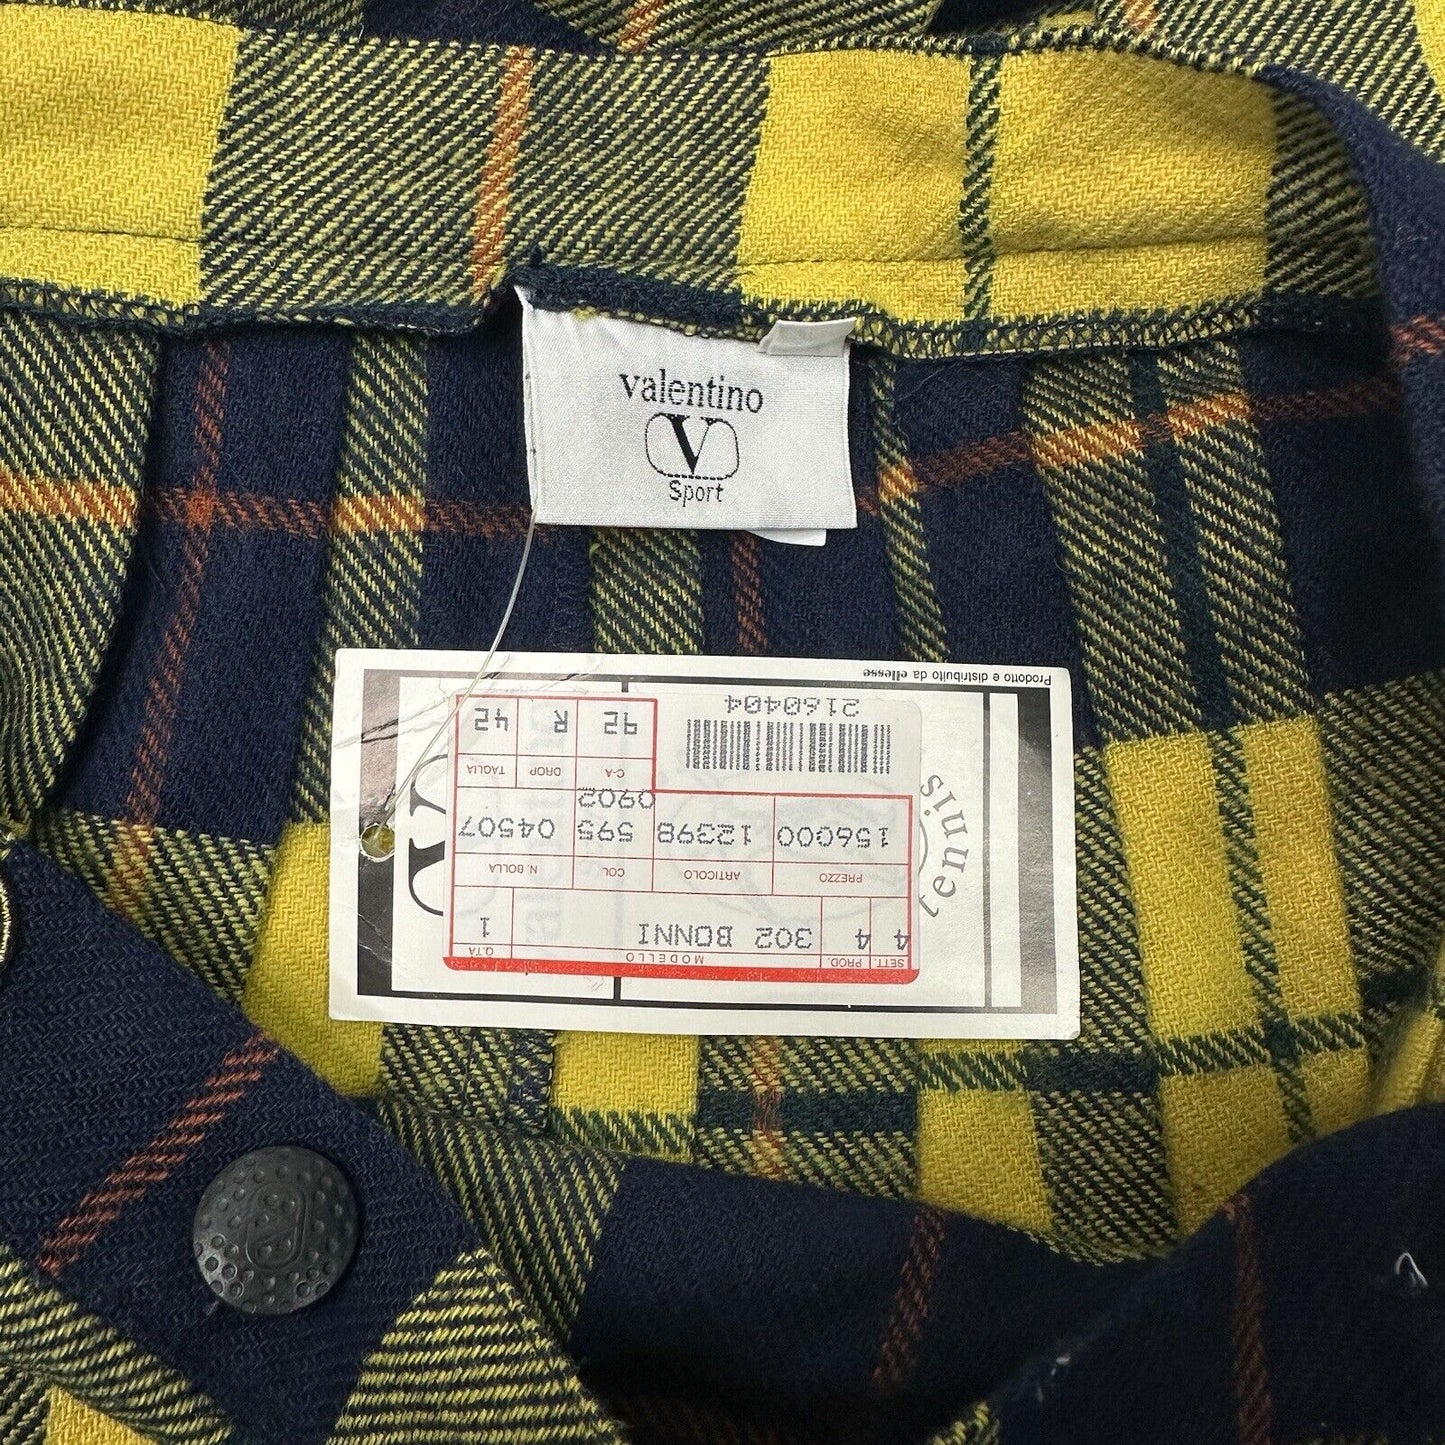 valentino
V
Sport
SETT. PROD. MODELLO Q.TA
4 4 302 BONNI 1
PREZZO ARTICOLO COL. N. BOLLA
156000 12398 595 04507
0902
C-A DROP TAGLIA
92 R 42
2160404
tennis
Prodotto e distribuito da ellesse